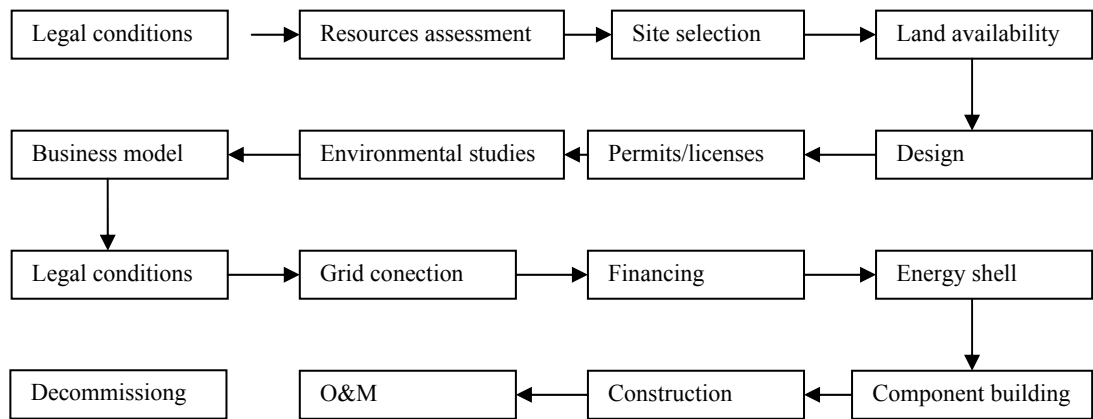 Legal conditions
Resources assessment
Site selection
Land availability
Business model
Environmental studies
Permits/licenses
Design
Legal conditions
Grid conection
Financing
Energy shell
Decommissiong
O&M
Construction
Component building